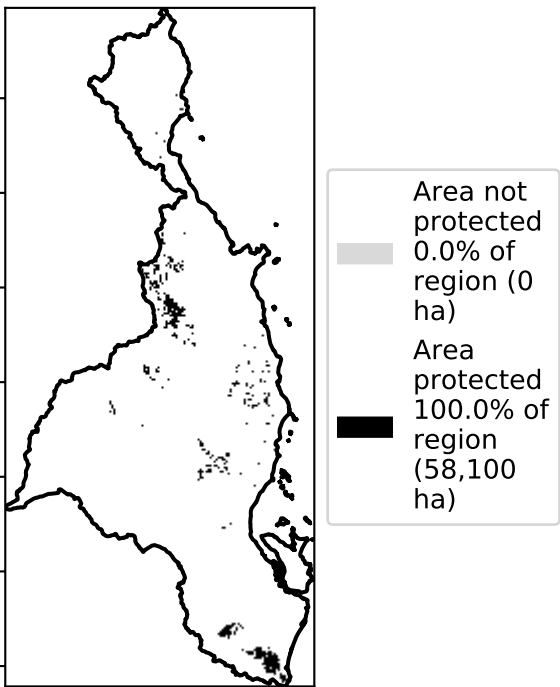 Area not
protected
0.0% of
region (0
ha)
Area
protected
100.0% of
region
(58,100
ha)